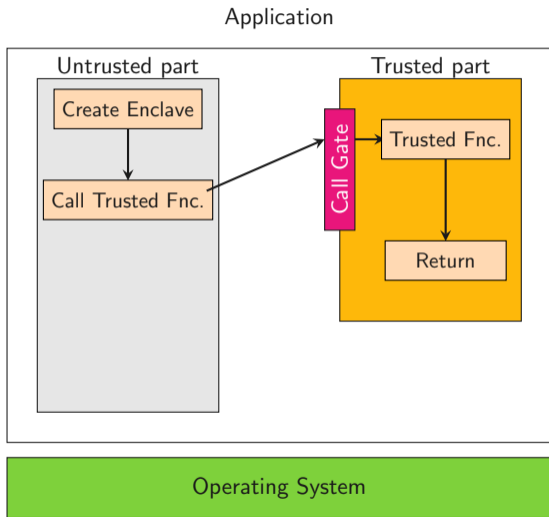 Application
Untrusted part
Trusted part
Create Enclave
Call Trusted Fnc.
Call Gate
Trusted Fnc.
Return
Operating System